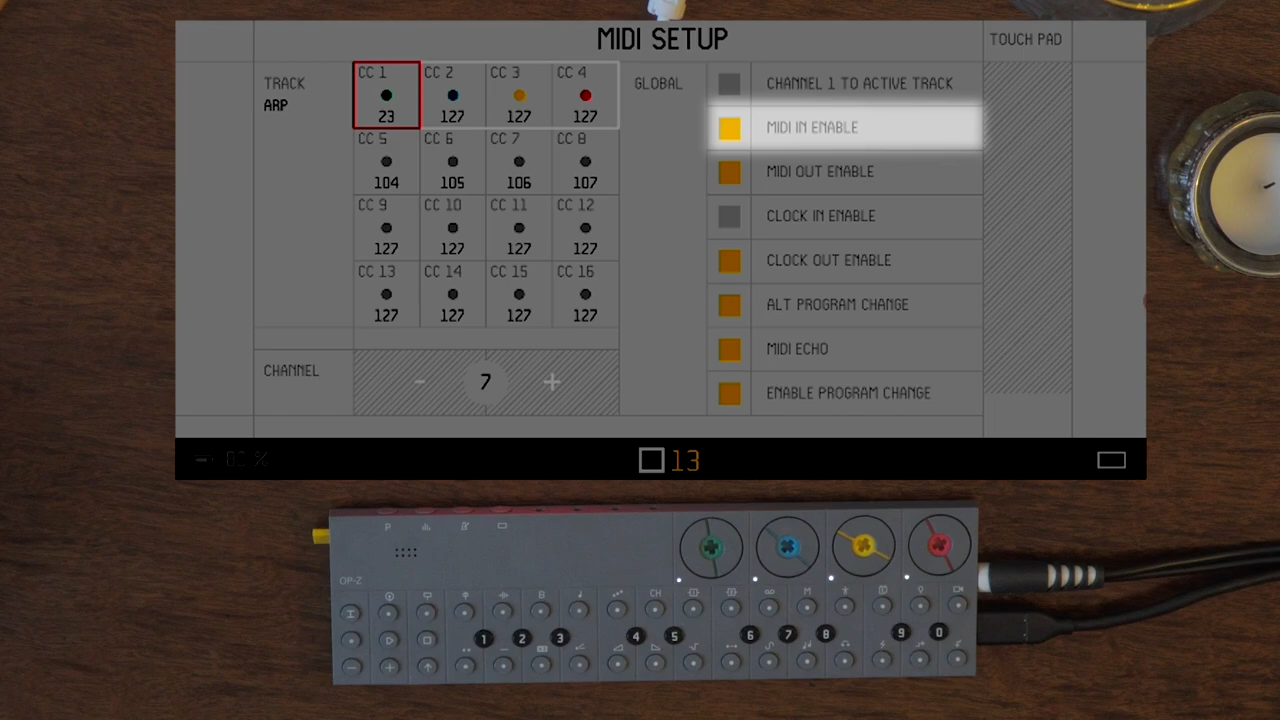 MIDI SETUP
TOUCH PAD
TRACK
ARP
CC 1 CC 2 CC 3 CC 4
23 127 127 127
CC 5 CC 6 CC 7 CC 8
104 105 106 107
CC 9 CC 10 CC 11 CC 12
127 127 127 127
CC 13 CC 14 CC 15 CC 16
127 127 127 127
CHANNEL
- 7 +
GLOBAL
CHANNEL 1 TO ACTIVE TRACK
MIDI IN ENABLE
MIDI OUT ENABLE
CLOCK IN ENABLE
CLOCK OUT ENABLE
ALT PROGRAM CHANGE
MIDI ECHO
ENABLE PROGRAM CHANGE
13
P
OP-Z
B CH M
1 2 3 4 5 6 7 8 9 0